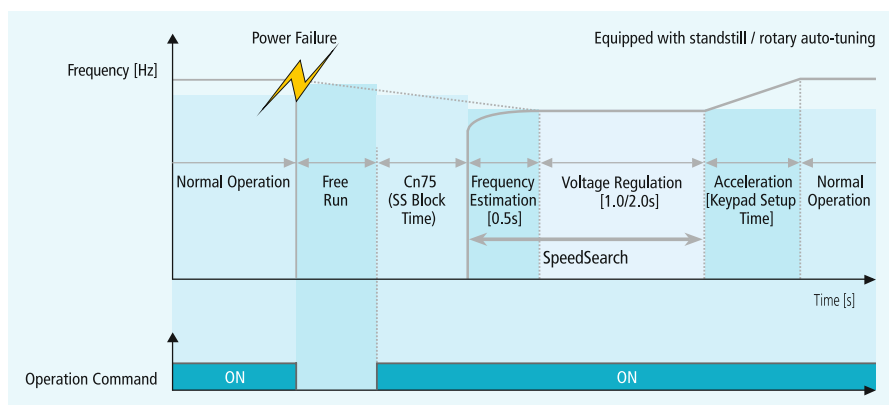 Power Failure
Equipped with standstill / rotary auto-tuning
Frequency [Hz]
Normal Operation
Free
Run
Cn75
(SS Block
Time)
Frequency
Estimation
[0.5s]
Voltage Regulation
[1.0/2.0s]
Acceleration
[Keypad Setup
Time]
Normal
Operation
SpeedSearch
Time [s]
Operation Command
ON
ON